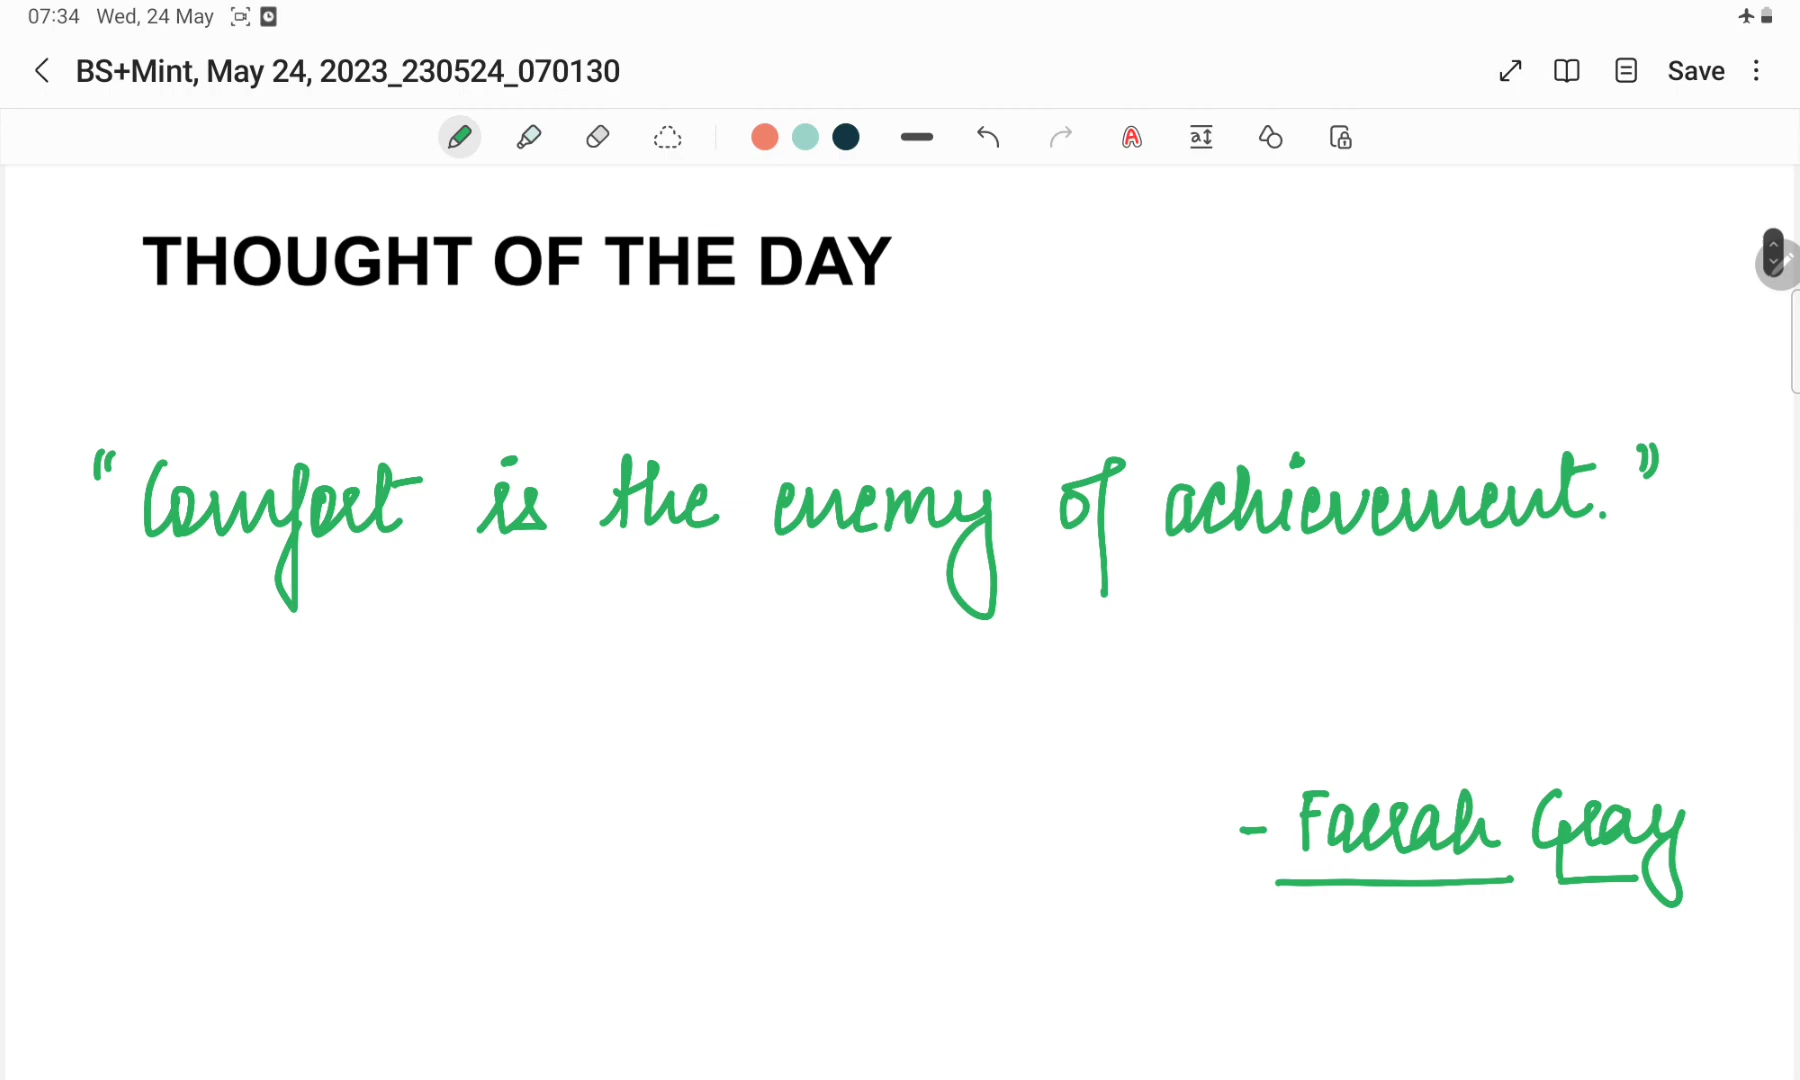 07:34 Wed, 24 May
BS+Mint, May 24, 2023_230524_070130
Save
THOUGHT OF THE DAY
"Comfort is the enemy of achievement."
- Farrah Gray